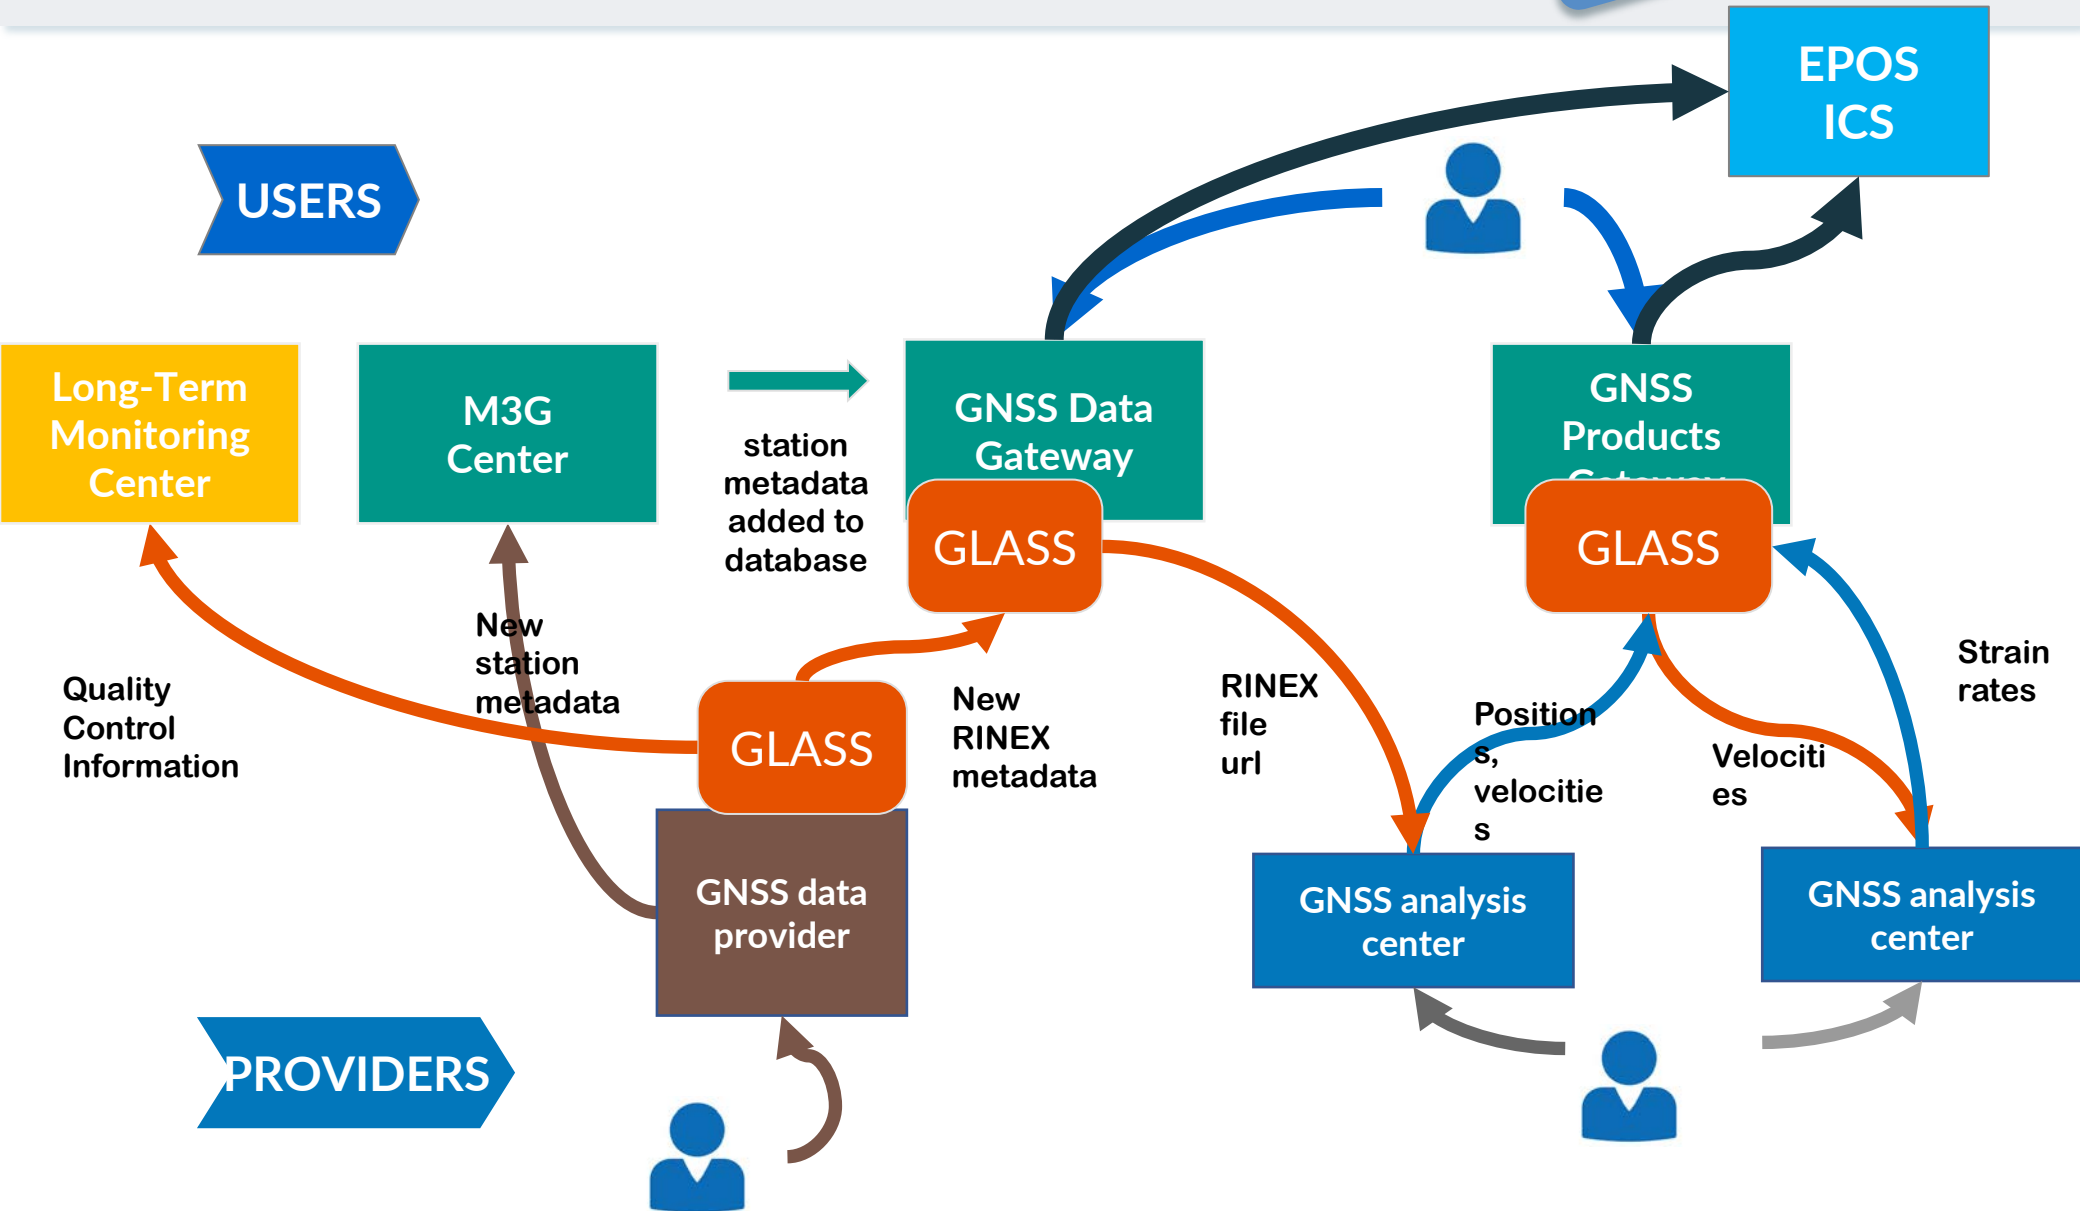 EPOS
ICS
USERS
Long-Term
Monitoring
Center
M3G
Center
station
metadata
added to
database
GNSS Data
Gateway
GLASS
GNSS
Products
Gateway
GLASS
New
station
metadata
Quality
Control
Information
GLASS
New
RINEX
metadata
RINEX
file
url
Position
s,
velocitie
s
Velociti
es
Strain
rates
GNSS data
provider
GNSS analysis
center
GNSS analysis
center
PROVIDERS